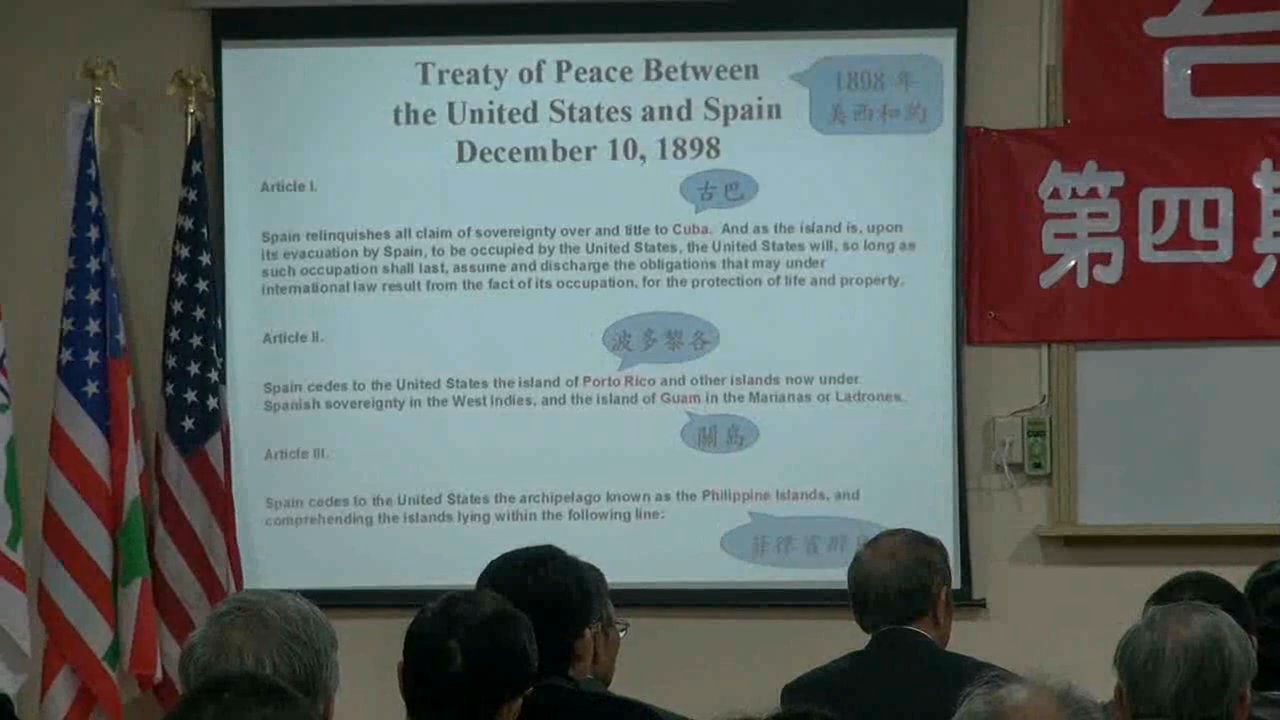 Treaty of Peace Between
the United States and Spain
December 10, 1898
1898 年
美西和約
Article I.
古巴
Spain relinquishes all claim of sovereignty over and title to Cuba. And as the island is, upon
its evacuation by Spain, to be occupied by the United States, the United States will, so long as
such occupation shall last, assume and discharge the obligations that may under
international law result from the fact of its occupation, for the protection of life and property.
Article II.
波多黎各
Spain cedes to the United States the island of Porto Rico and other islands now under
Spanish sovereignty in the West Indies, and the island of Guam in the Marianas or Ladrones.
關島
Article III.
Spain cedes to the United States the archipelago known as the Philippine Islands, and
comprehending the islands lying within the following line:
菲律賓群
第四